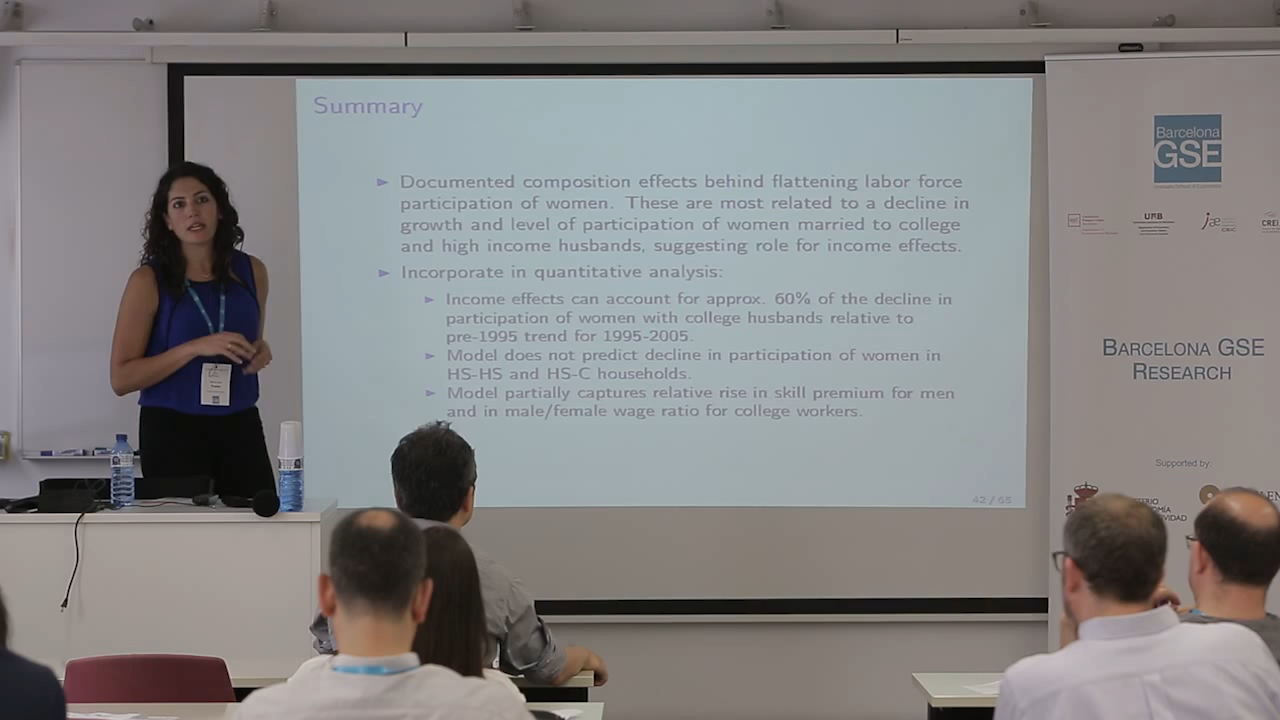 Summary
► Documented composition effects behind flattening labor force
participation of women. These are most related to a decline in
growth and level of participation of women married to college
and high income husbands, suggesting role for income effects.
► Incorporate in quantitative analysis:
► Income effects can account for approx. 60% of the decline in
participation of women with college husbands relative to
pre-1995 trend for 1995-2005.
► Model does not predict decline in participation of women in
HS-HS and HS-C households.
► Model partially captures relative rise in skill premium for men
and in male/female wage ratio for college workers.
42 / 65
Barcelona
GSE
UAB
CSIC
BARCELONA GSE
RESEARCH
Supported by: